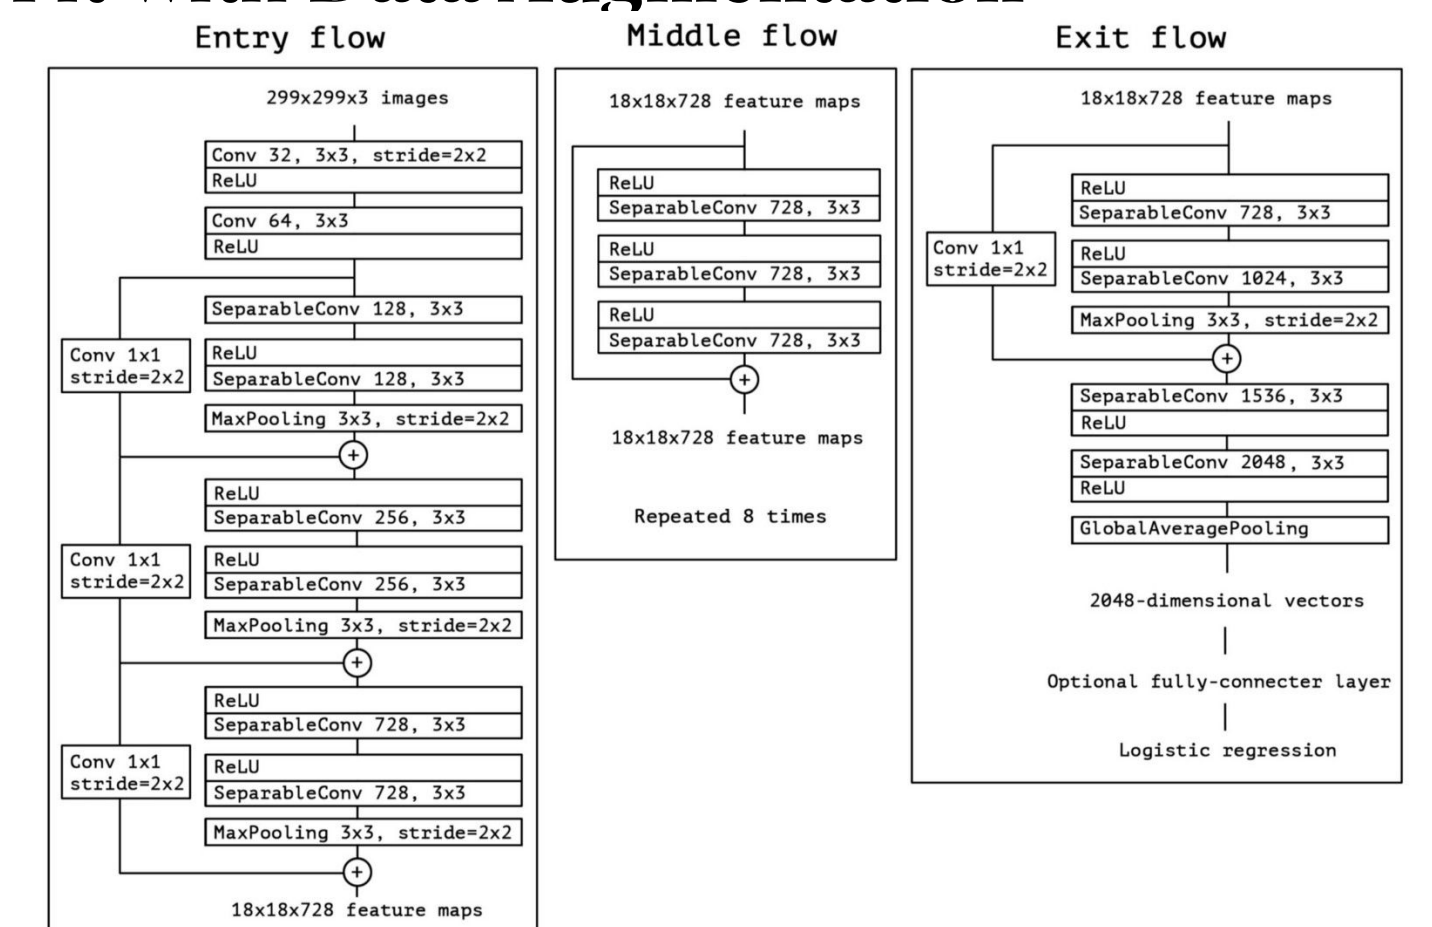 Fit with Data Augmentation
Entry flow
299x299x3 images
Conv 32, 3x3, stride=2x2
ReLU
Conv 64, 3x3
ReLU
SeparableConv 128, 3x3
Conv 1x1
stride=2x2
ReLU
SeparableConv 128, 3x3
MaxPooling 3x3, stride=2x2
+
ReLU
SeparableConv 256, 3x3
Conv 1x1
stride=2x2
ReLU
SeparableConv 256, 3x3
MaxPooling 3x3, stride=2x2
+
ReLU
SeparableConv 728, 3x3
Conv 1x1
stride=2x2
ReLU
SeparableConv 728, 3x3
MaxPooling 3x3, stride=2x2
+
18x18x728 feature maps
Middle flow
18x18x728 feature maps
ReLU
SeparableConv 728, 3x3
ReLU
SeparableConv 728, 3x3
ReLU
SeparableConv 728, 3x3
+
18x18x728 feature maps
Repeated 8 times
Exit flow
18x18x728 feature maps
ReLU
SeparableConv 728, 3x3
Conv 1x1
stride=2x2
ReLU
SeparableConv 1024, 3x3
MaxPooling 3x3, stride=2x2
+
SeparableConv 1536, 3x3
ReLU
SeparableConv 2048, 3x3
ReLU
GlobalAveragePooling
2048-dimensional vectors
Optional fully-connecter layer
Logistic regression